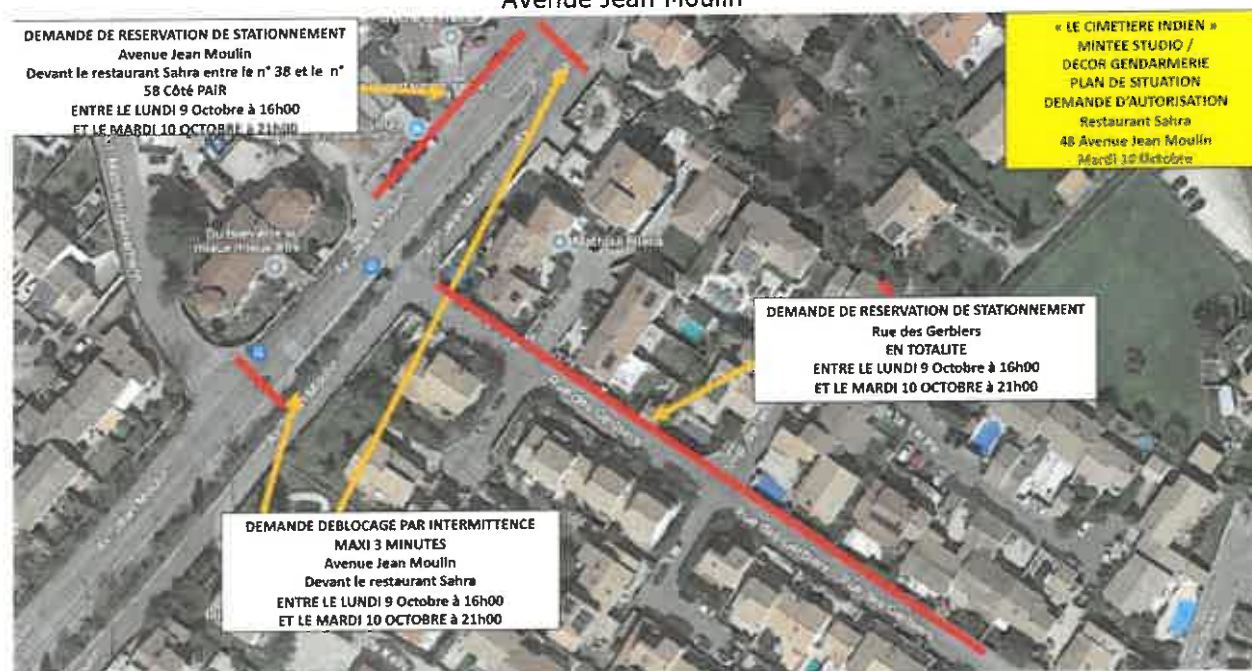 Avenue Jean Moulin
DEMANDE DE RESERVATION DE STATIONNEMENT
Avenue Jean Moulin
Devant le restaurant Sahra entre le n° 38 et le n°
58 Côté PAIR
ENTRE LE LUNDI 9 Octobre à 16h00
ET LE MARDI 10 OCTOBRE à 21h00
« LE CIMETIERE INDIEN »
MINTEE STUDIO /
DECOR GENDARMERIE
PLAN DE SITUATION
DEMANDE D'AUTORISATION
Restaurant Sahra
48 Avenue Jean Moulin
Mardi 10 Octobre
Mathisa Pilens
DEMANDE DE RESERVATION DE STATIONNEMENT
Rue des Gerbiers
EN TOTALITE
ENTRE LE LUNDI 9 Octobre à 16h00
ET LE MARDI 10 OCTOBRE à 21h00
Rue des Gerbiers
DEMANDE DEBLOCAGE PAR INTERMITTENCE
MAXI 3 MINUTES
Avenue Jean Moulin
Devant le restaurant Sahra
ENTRE LE LUNDI 9 Octobre à 16h00
ET LE MARDI 10 OCTOBRE à 21h00